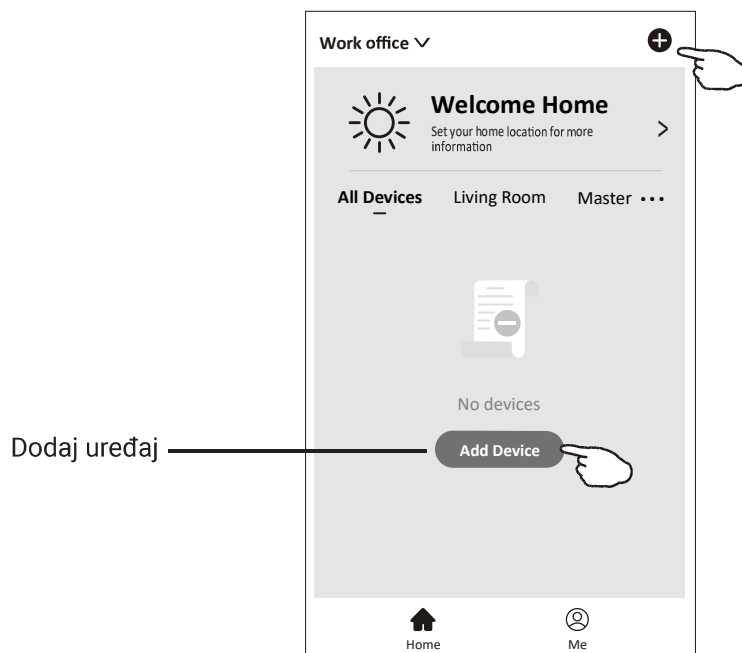 Work office
Welcome Home
Set your home location for more
information
All Devices Living Room Master ...
No devices
Dodaj uređaj
Add Device
Home Me